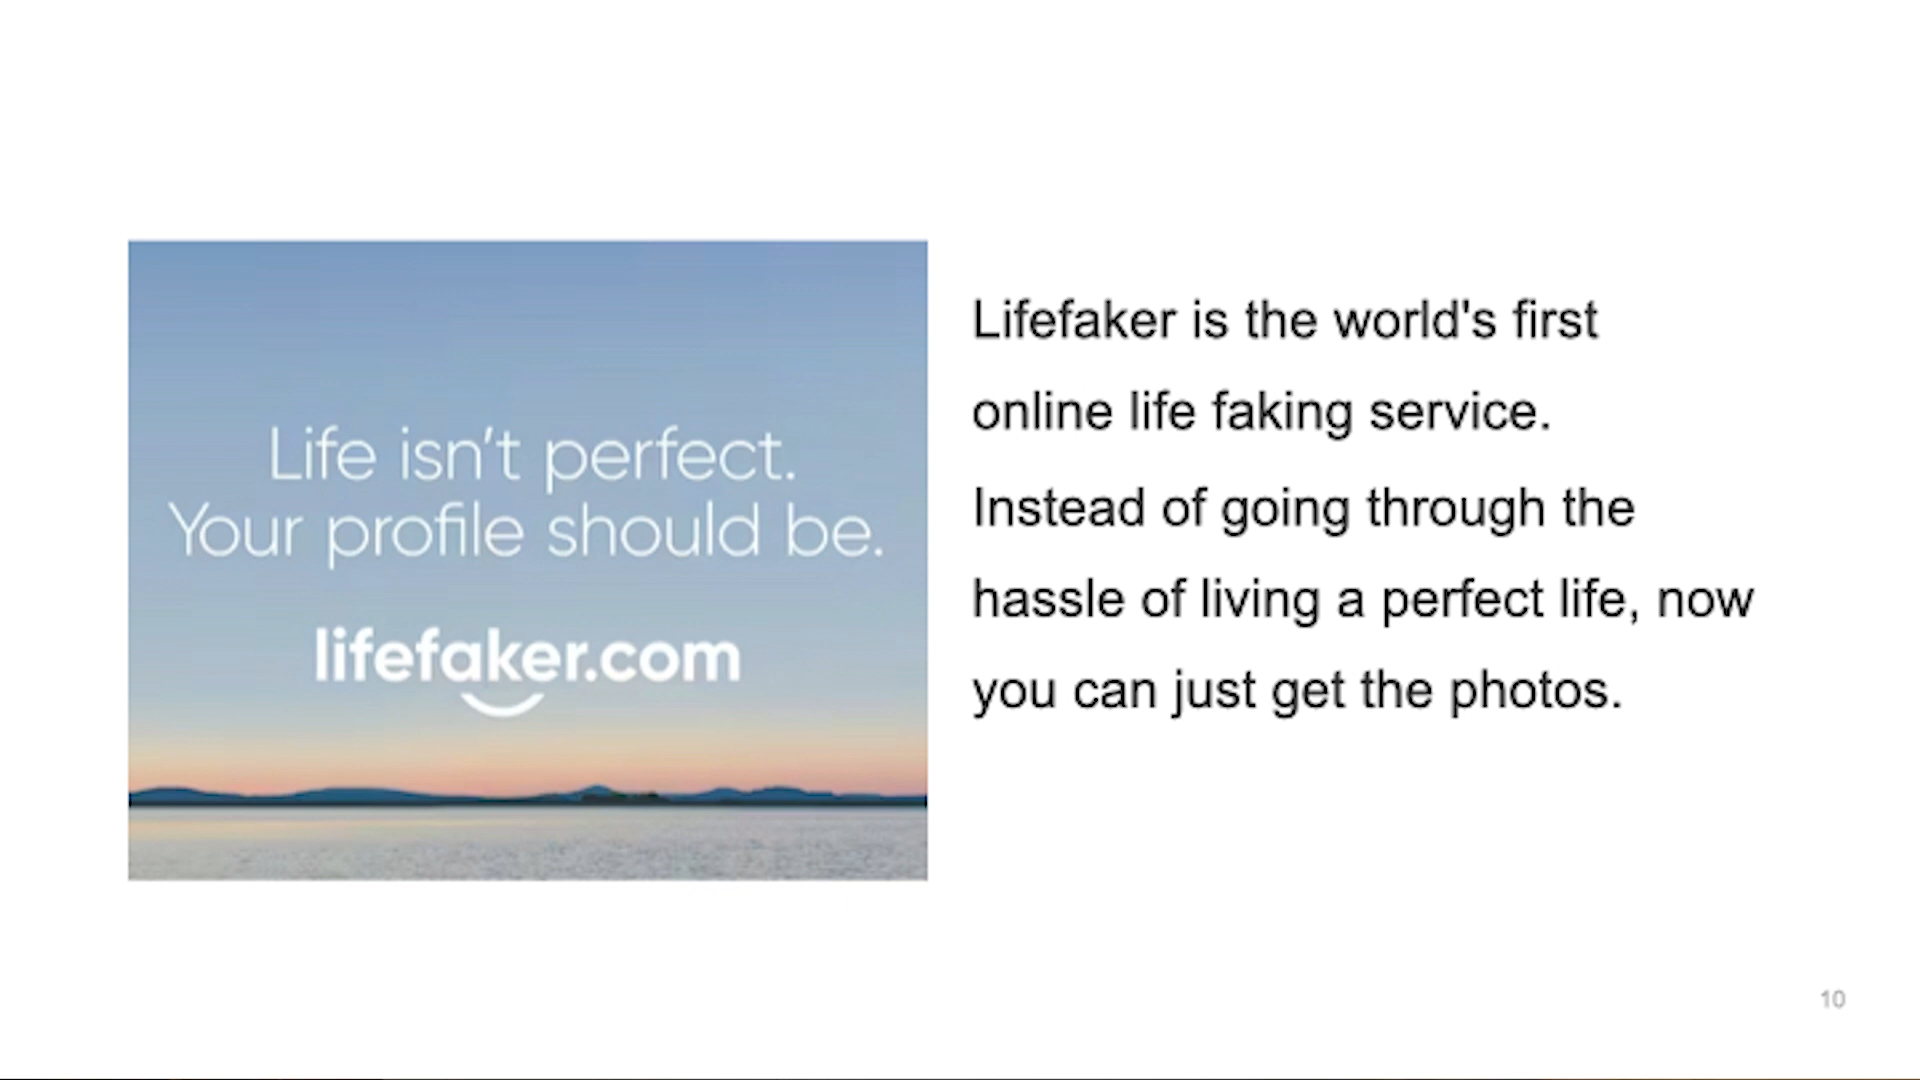 Life isn't perfect.
Your profile should be.
lifefaker.com
Lifefaker is the world's first
online life faking service.
Instead of going through the
hassle of living a perfect life, now
you can just get the photos.
10